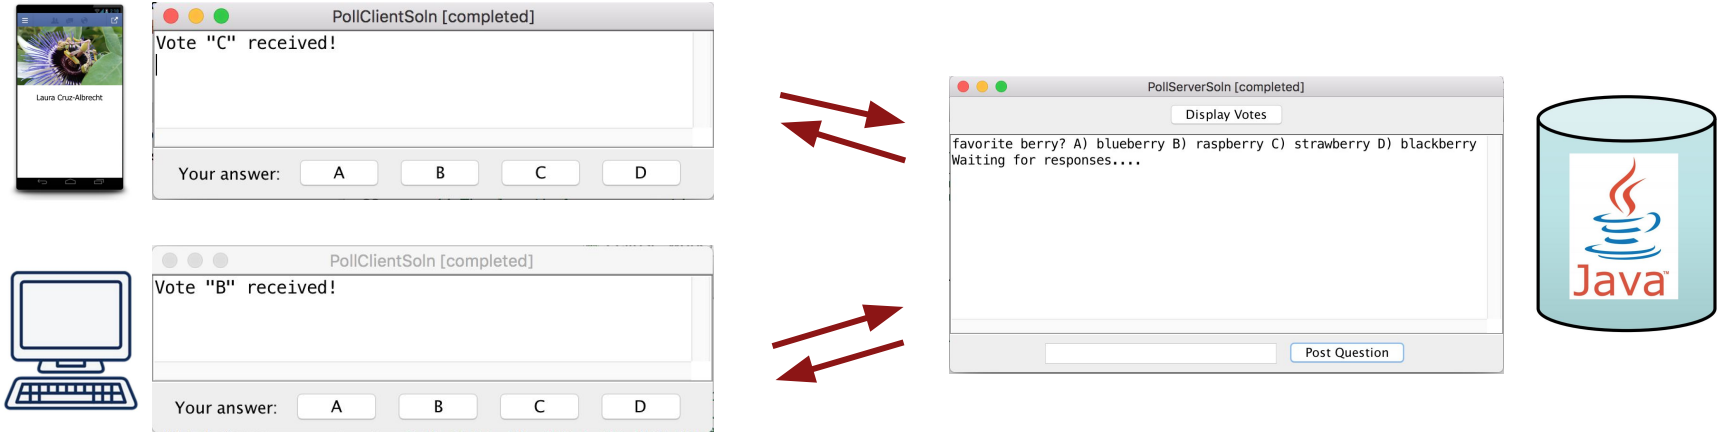 Laura Cruz-Albrecht
PollClientSoln [completed]
Vote "C" received!
Your answer: A B C D
PollClientSoln [completed]
Vote "B" received!
Your answer: A B C D
PollServerSoln [completed]
Display Votes
favorite berry? A) blueberry B) raspberry C) strawberry D) blackberry
Waiting for responses....
Post Question
Java™